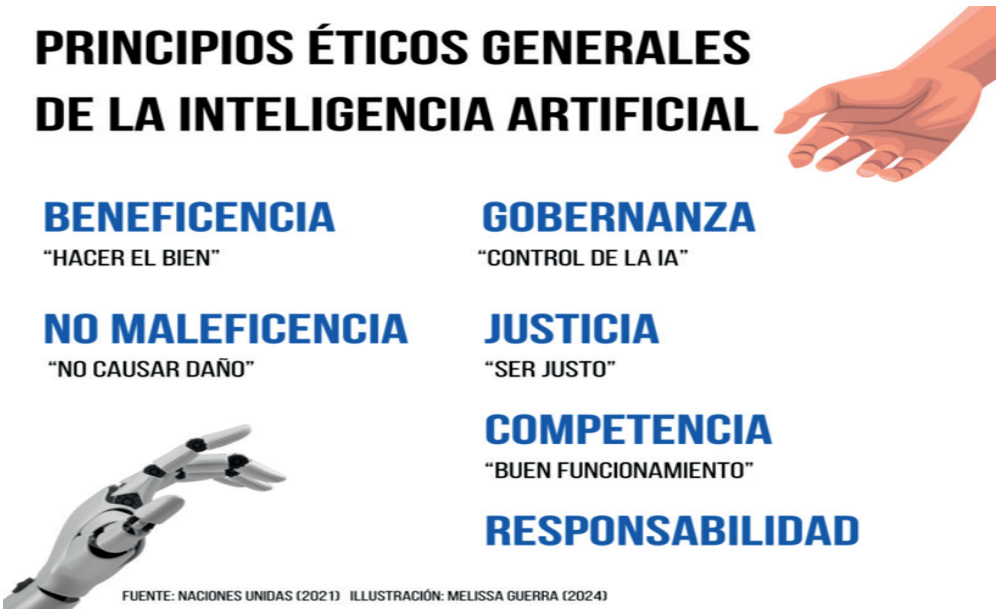 PRINCIPIOS ÉTICOS GENERALES
DE LA INTELIGENCIA ARTIFICIAL
BENEFICENCIA
“HACER EL BIEN”
NO MALEFICENCIA
“NO CAUSAR DAÑO”
GOBERNANZA
“CONTROL DE LA IA”
JUSTICIA
“SER JUSTO”
COMPETENCIA
“BUEN FUNCIONAMIENTO”
RESPONSABILIDAD
FUENTE: NACIONES UNIDAS (2021) ILLUSTRACIÓN: MELISSA GUERRA (2024)